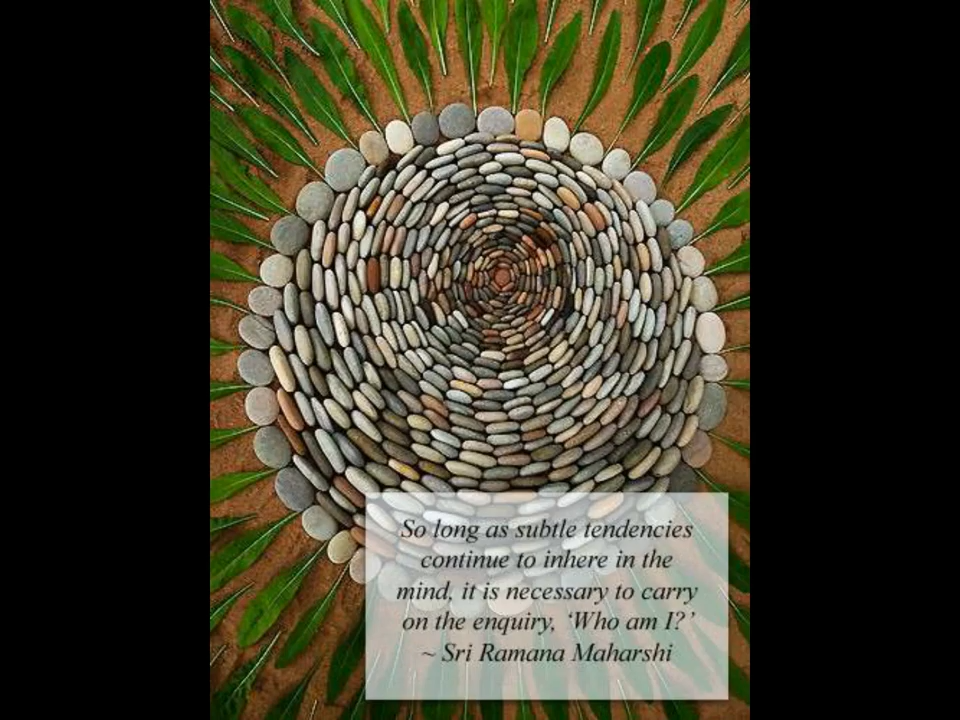 So long as subtle tendencies
continue to inhere in the
mind, it is necessary to carry
on the enquiry, ‘Who am I?’
~ Sri Ramana Maharshi